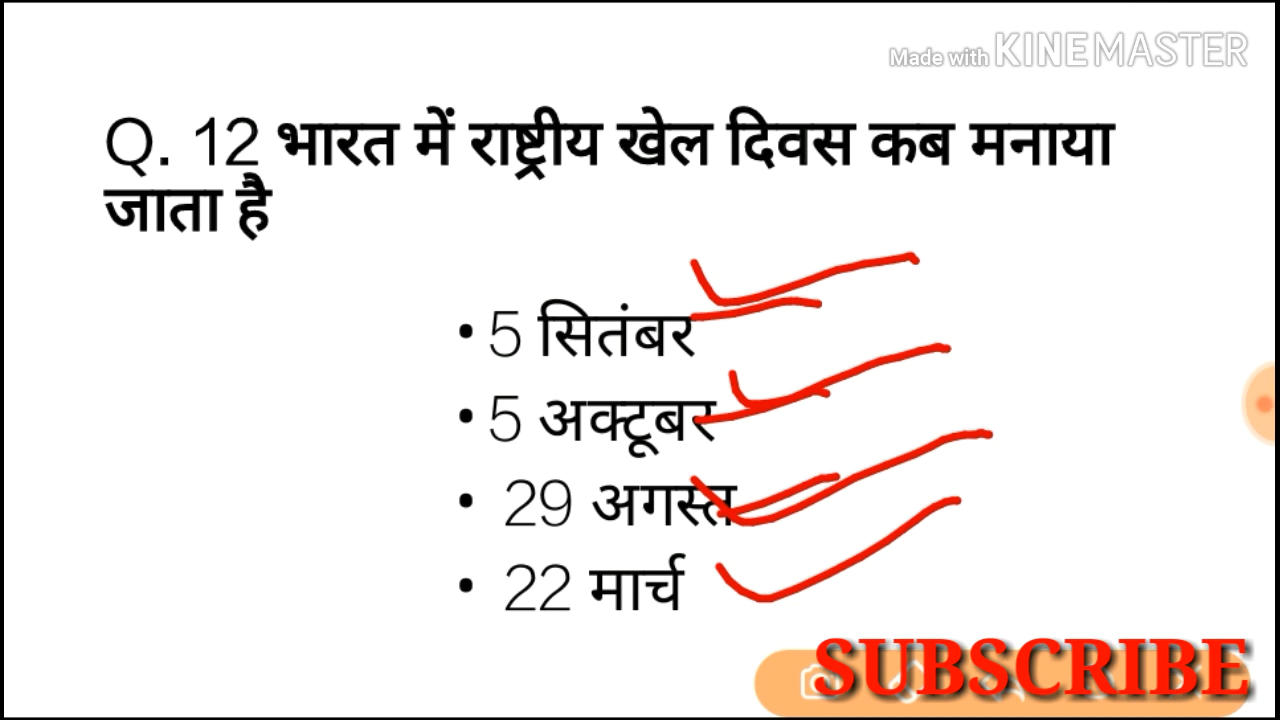 Made with KINEMASTER
Q. 12 भारत में राष्ट्रीय खेल दिवस कब मनाया
जाता है
• 5 सितंबर
• 5 अक्टूबर
• 29 अगस्त
• 22 मार्च
SUBSCRIBE